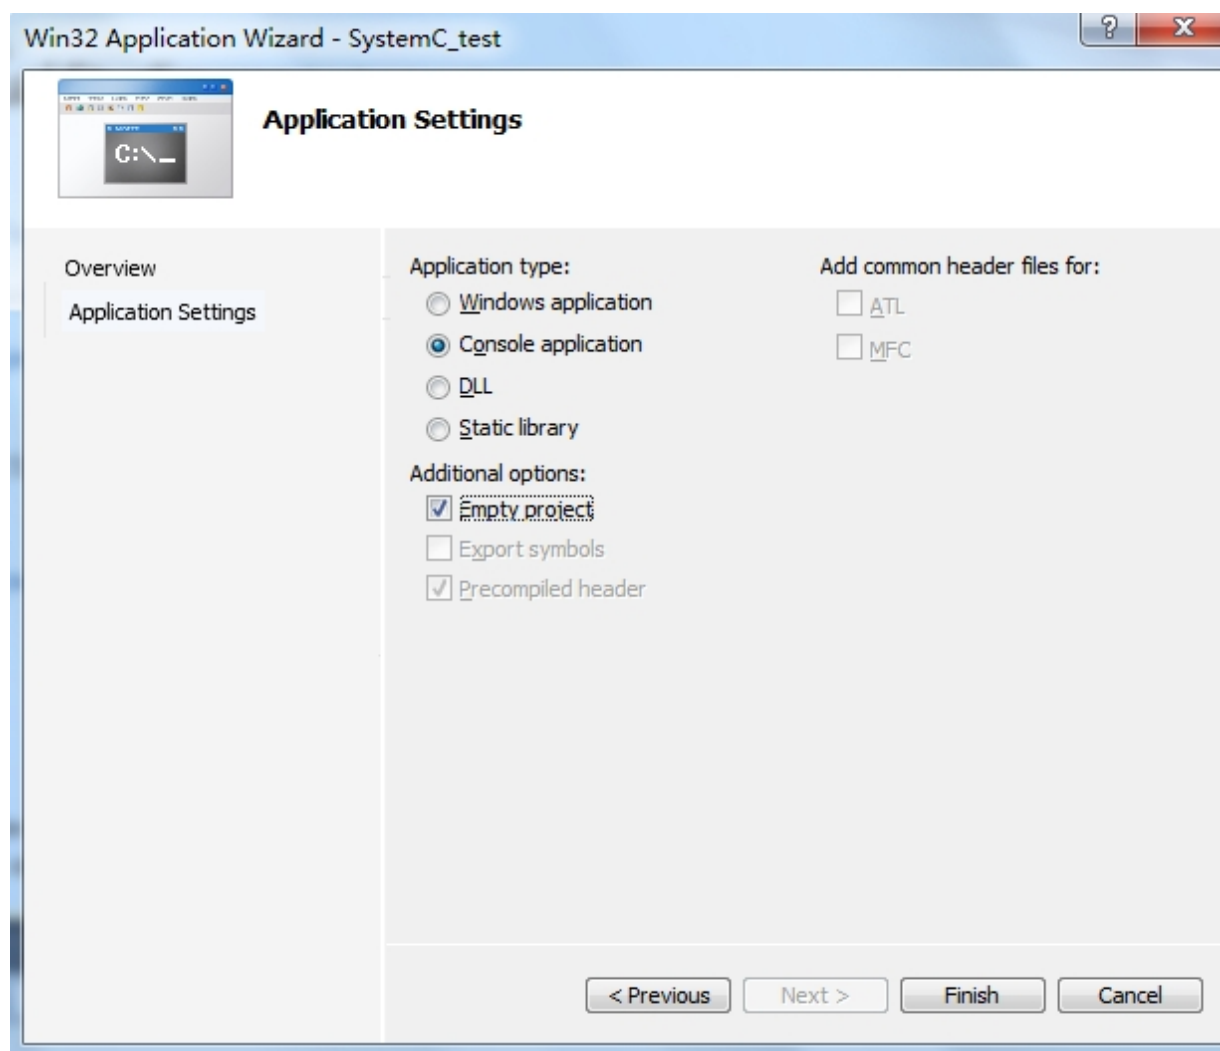 Win32 Application Wizard - SystemC_test
?
X
C:\_
Application Settings
Overview
Application Settings
Application type:
Windows application
Console application
DLL
Static library
Additional options:
Empty project
Export symbols
Precompiled header
Add common header files for:
ATL
MFC
< Previous
Next >
Finish
Cancel